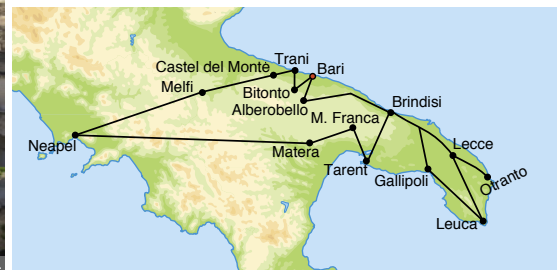 Trani
Castel del Monte
Bari
Melfi
Bitonto
Alberobello
Brindisi
M. Franca
Neapel
Matera
Lecce
Tarent
Gallipoli
Otranto
Leuca